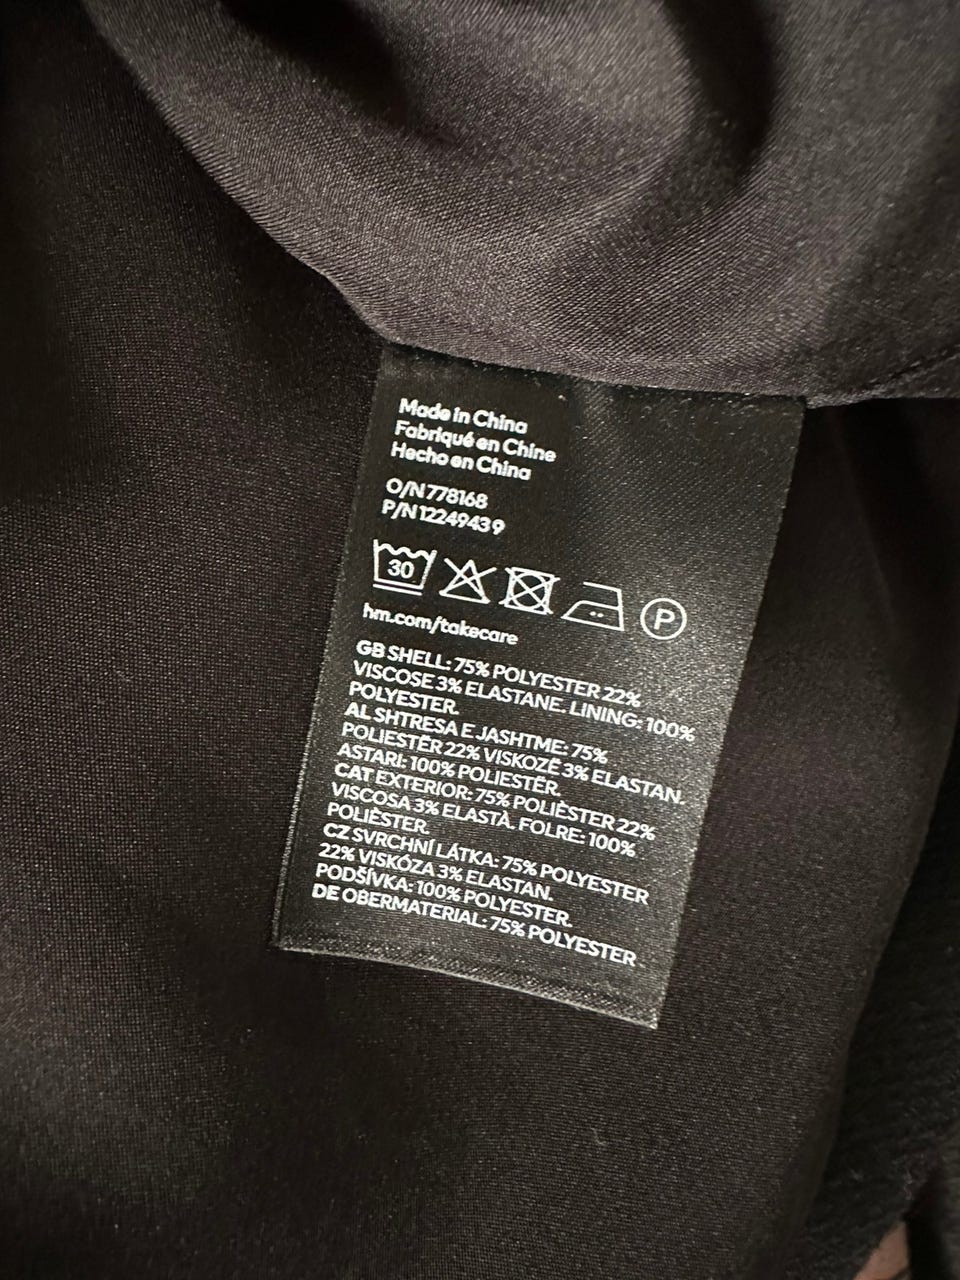 Made in China
Fabriqué en Chine
Hecho en China
O/N 778168
P/N 12249439
30
P
hm.com/takecare
GB SHELL: 75% POLYESTER 22%
VISCOSE 3% ELASTANE. LINING: 100%
POLYESTER.
AL SHTRESA E JASHTME: 75%
POLIESTËR 22% VISKOZË 3% ELASTAN.
ASTARI: 100% POLIESTËR.
CAT EXTERIOR: 75% POLIÈSTER 22%
VISCOSA 3% ELASTÀ. FOLRE: 100%
POLIÈSTER.
CZ SVRCHNÍ LÁTKA: 75% POLYESTER
22% VISKÓZA 3% ELASTAN.
PODŠÍVKA: 100% POLYESTER.
DE OBERMATERIAL: 75% POLYESTER